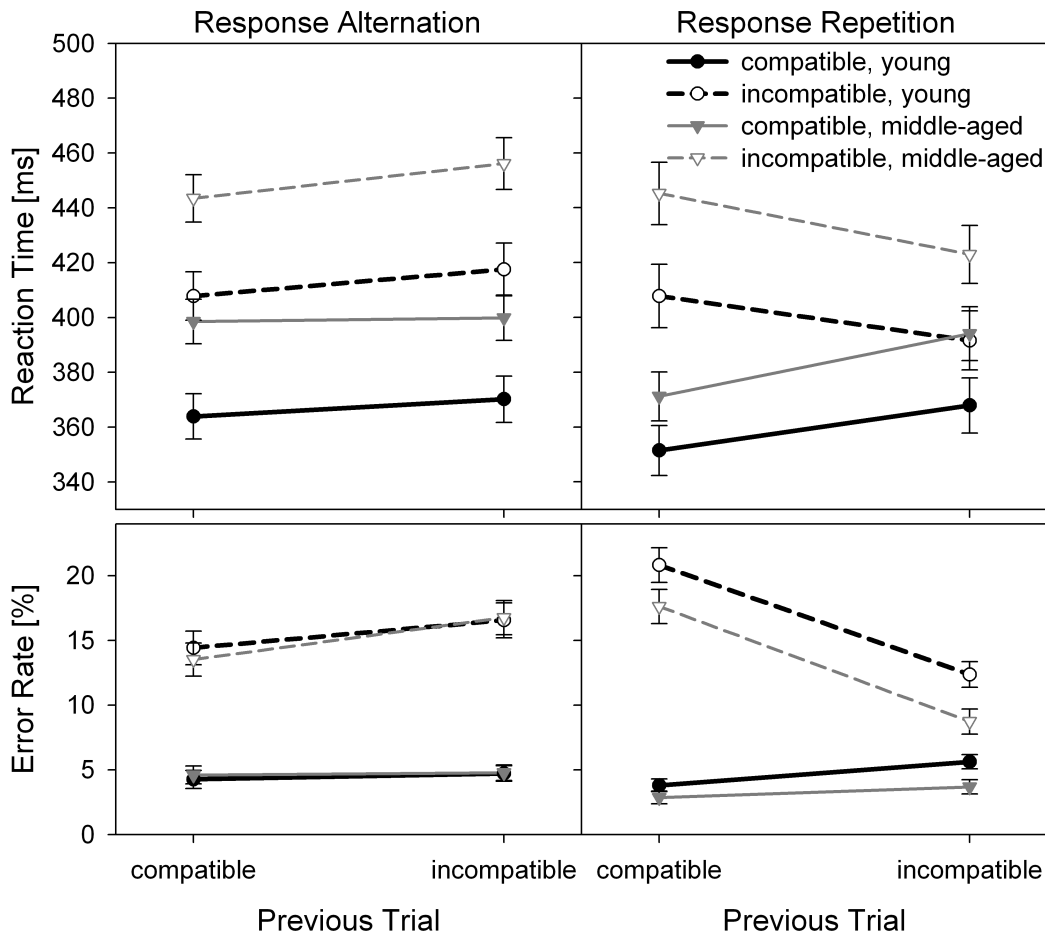 Response Alternation
Response Repetition
Reaction Time [ms]
500
480
460
440
420
400
380
360
340
compatible, young
incompatible, young
compatible, middle-aged
incompatible, middle-aged
Error Rate [%]
20
15
10
5
0
compatible
incompatible
compatible
incompatible
Previous Trial
Previous Trial